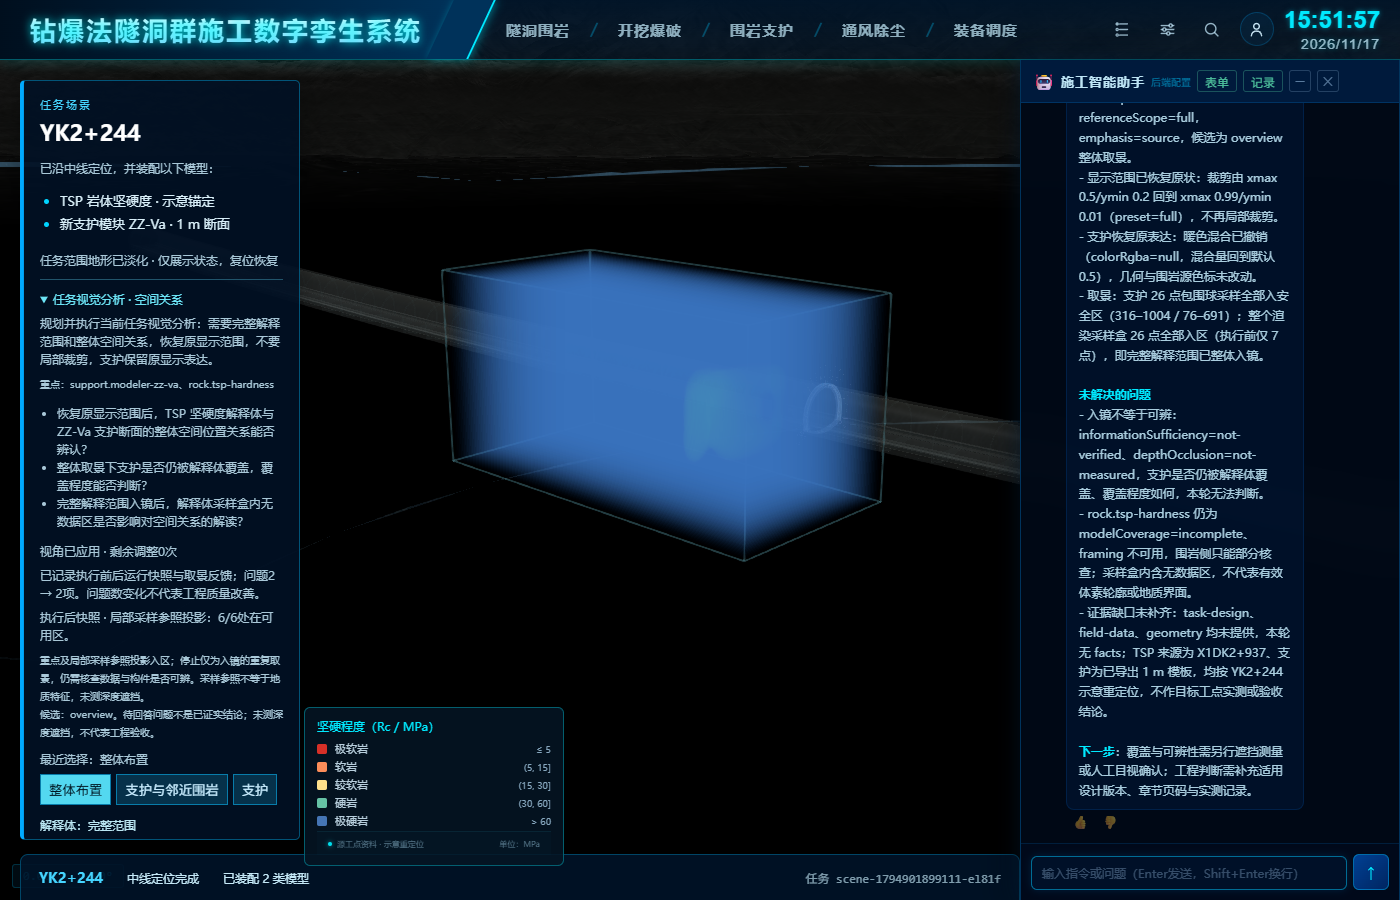 钻爆法隧洞群施工数字孪生系统
隧洞围岩 / 开挖爆破 / 围岩支护 / 通风除尘 / 装备调度
15:51:57
2026/11/17
任务场景
YK2+244
已沿中线定位，并装配以下模型：
• TSP 岩体坚硬度 · 示意锚定
• 新支护模块 ZZ-Va · 1 m 断面
任务范围地形已淡化 · 仅展示状态，复位恢复
▼ 任务视觉分析 · 空间关系
规划并执行当前任务视觉分析：需要完整解释
范围和整体空间关系，恢复原显示范围，不要
局部裁剪，支护保留原显示表达。
重点：support.modeler-zz-va、rock.tsp-hardness
• 恢复原显示范围后，TSP 坚硬度解释体与
ZZ-Va 支护断面的整体空间位置关系能否
辨认？
• 整体取景下支护是否仍被解释体覆盖，覆
盖程度能否判断？
• 完整解释范围入镜后，解释体采样盒内无
数据区是否影响对空间关系的解读？
视角已应用 · 剩余调整0次
已记录执行前后运行快照与取景反馈；问题2
→ 2项。问题数变化不代表工程质量改善。
执行后快照 · 局部采样参照投影：6/6处在可
用区。
重点及局部采样参照投影入区；停止仅为入镜的重复取
景，仍需核查数据与构件是否可辨。采样参照不等于地
质特征，未测深度遮挡。
候选：overview。待回答问题不是已证实结论；未测深
度遮挡，不代表工程验收。
最近选择：整体布置
整体布置 支护与邻近围岩 支护
解释体：完整范围
坚硬程度（Rc / MPa）
极软岩 ≤ 5
软岩 (5, 15]
较软岩 (15, 30]
硬岩 (30, 60]
极硬岩 > 60
源工点资料 · 示意重定位 单位：MPa
YK2+244 中线定位完成 已装配 2 类模型
任务 scene-1794901899111-el81f
施工智能助手 后端配置 表单 记录
referenceScope=full，
emphasis=source，候选为 overview
整体取景。
- 显示范围已恢复原状：裁剪由 xmax
0.5/ymin 0.2 回到 xmax 0.99/ymin
0.01（preset=full），不再局部裁剪。
- 支护恢复原表达：暖色混合已撤销
（colorRgba=null，混合量回到默认
0.5），几何与围岩源色标未改动。
- 取景：支护 26 点包围球采样全部入安
全区（316–1004 / 76–691）；整个渲
染采样盒 26 点全部入区（执行前仅 7
点），即完整解释范围已整体入镜。
未解决的问题
- 入镜不等于可辨：
informationSufficiency=not-
verified、depthOcclusion=not-
measured，支护是否仍被解释体覆
盖、覆盖程度如何，本轮无法判断。
- rock.tsp-hardness 仍为
modelCoverage=incomplete、
framing 不可用，围岩侧只能部分核
查；采样盒内含无数据区，不代表有效
体素轮廓或地质界面。
- 证据缺口未补齐：task-design、
field-data、geometry 均未提供，本轮
无 facts；TSP 来源为 X1DK2+937、支
护为已导出 1 m 模板，均按 YK2+244
示意重定位，不作目标工点实测或验收
结论。
下一步：覆盖与可辨性需另行遮挡测量
或人工目视确认；工程判断需补充适用
设计版本、章节页码与实测记录。
输入指令或问题（Enter发送，Shift+Enter换行）